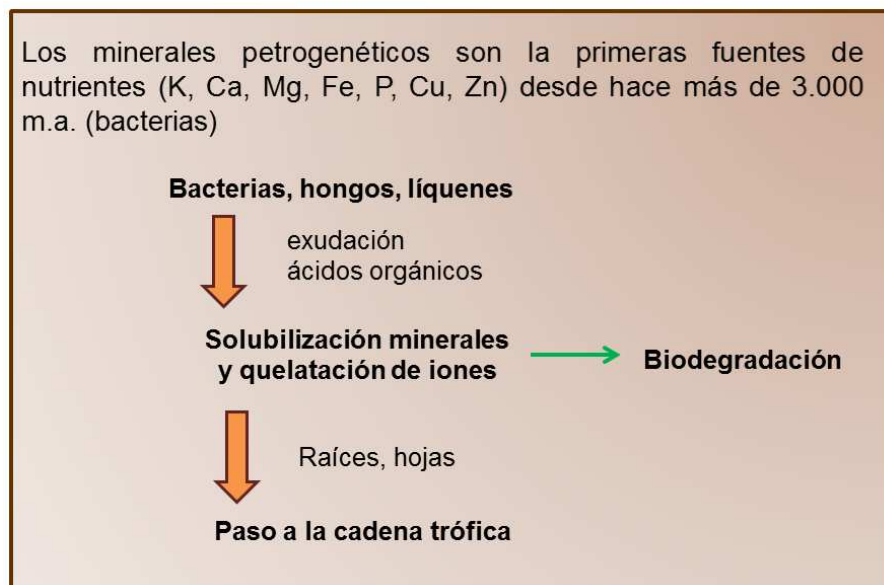 Los minerales petrogenéticos son la primeras fuentes de
nutrientes (K, Ca, Mg, Fe, P, Cu, Zn) desde hace más de 3.000
m.a. (bacterias)
Bacterias, hongos, líquenes
exudación
ácidos orgánicos
Solubilización minerales
y quelatación de iones
Biodegradación
Raíces, hojas
Paso a la cadena trófica